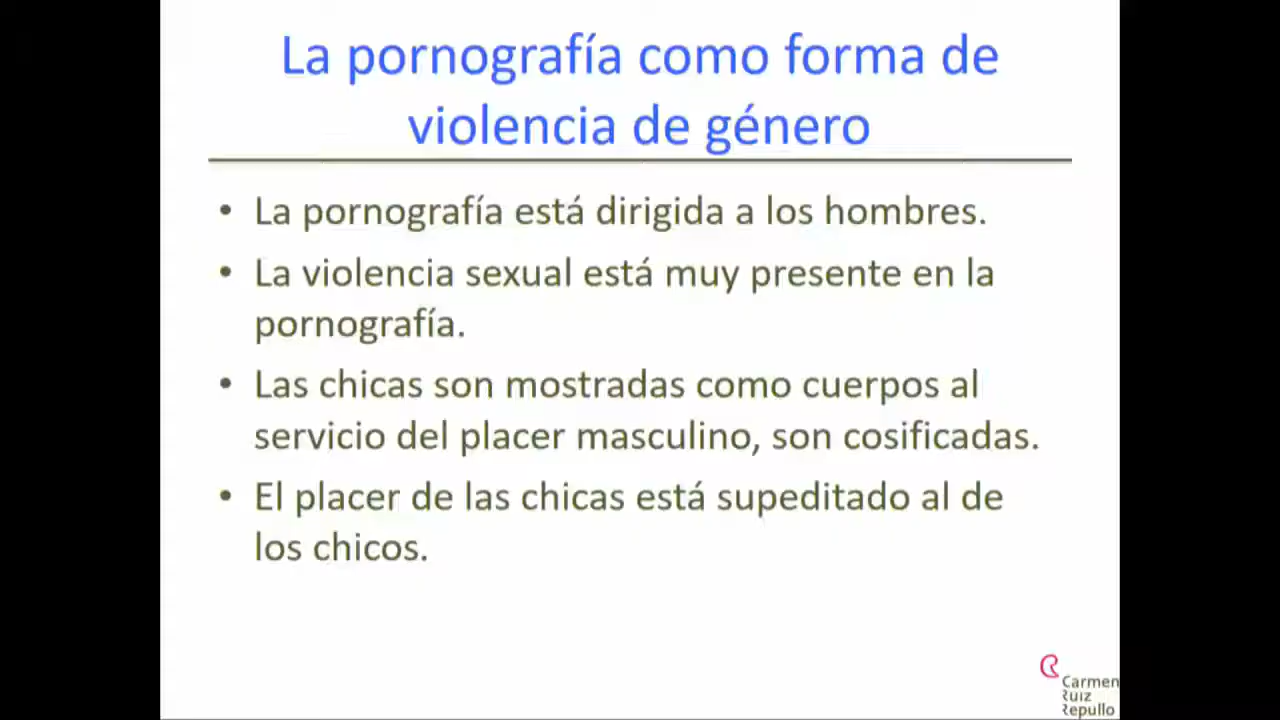 La pornografía como forma de
violencia de género
• La pornografía está dirigida a los hombres.
• La violencia sexual está muy presente en la
pornografía.
• Las chicas son mostradas como cuerpos al
servicio del placer masculino, son cosificadas.
• El placer de las chicas está supeditado al de
los chicos.
Carmen
Ruiz
Repullo